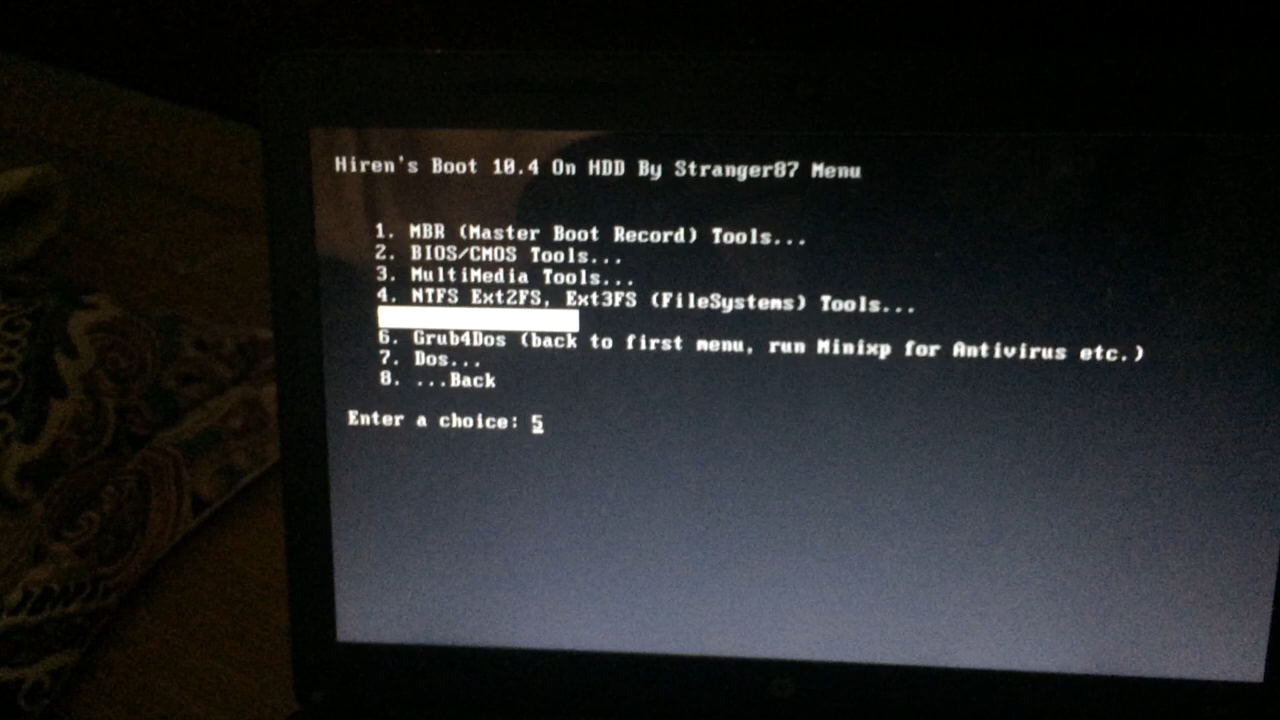 Hiren's Boot 10.4 On HDD By Stranger87 Menu
1. MBR (Master Boot Record) Tools...
2. BIOS/CMOS Tools...
3. MultiMedia Tools...
4. NTFS Ext2FS, Ext3FS (FileSystems) Tools...
6. Grub4Dos (back to first menu, run Minixp for Antivirus etc.)
7. Dos...
8. ...Back
Enter a choice: 5